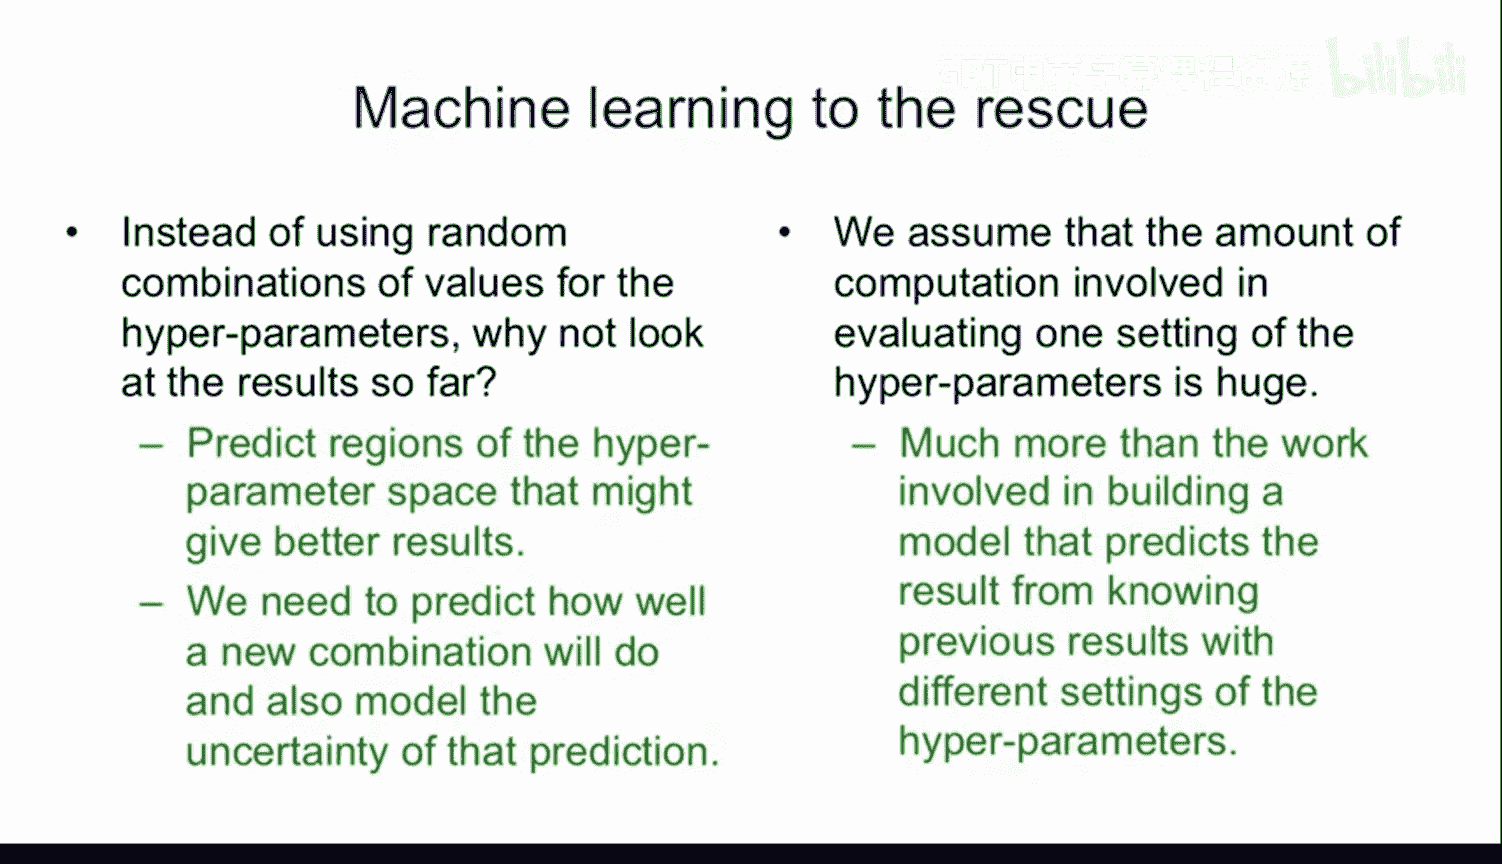 Machine learning to the rescue
• Instead of using random
combinations of values for the
hyper-parameters, why not look
at the results so far?
– Predict regions of the hyper-
parameter space that might
give better results.
– We need to predict how well
a new combination will do
and also model the
uncertainty of that prediction.
• We assume that the amount of
computation involved in
evaluating one setting of the
hyper-parameters is huge.
– Much more than the work
involved in building a
model that predicts the
result from knowing
previous results with
different settings of the
hyper-parameters.
bilibili